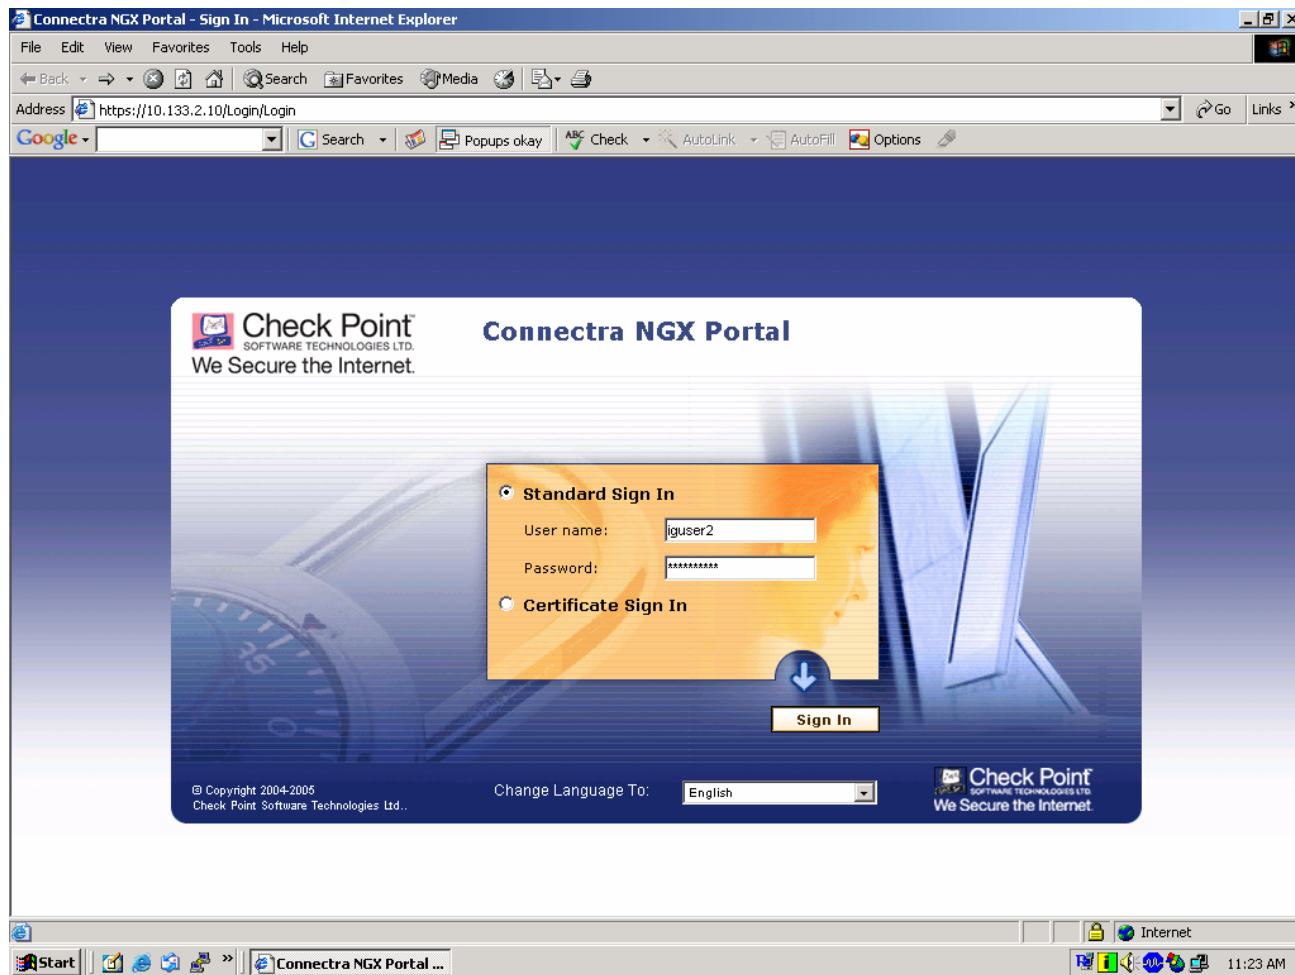 Connectra NGX Portal - Sign In - Microsoft Internet Explorer
File Edit View Favorites Tools Help
Back Search Favorites Media
Address https://10.133.2.10/Login/Login Go Links »
Google Search Popups okay ABC Check AutoLink AutoFill Options
Check Point™
SOFTWARE TECHNOLOGIES LTD.
We Secure the Internet.
Connectra NGX Portal
Standard Sign In
User name: iguser2
Password: **********
Certificate Sign In
Sign In
© Copyright 2004-2005
Check Point Software Technologies Ltd..
Change Language To: English
Check Point™
SOFTWARE TECHNOLOGIES LTD.
We Secure the Internet.
Internet
Start » Connectra NGX Portal ... 11:23 AM